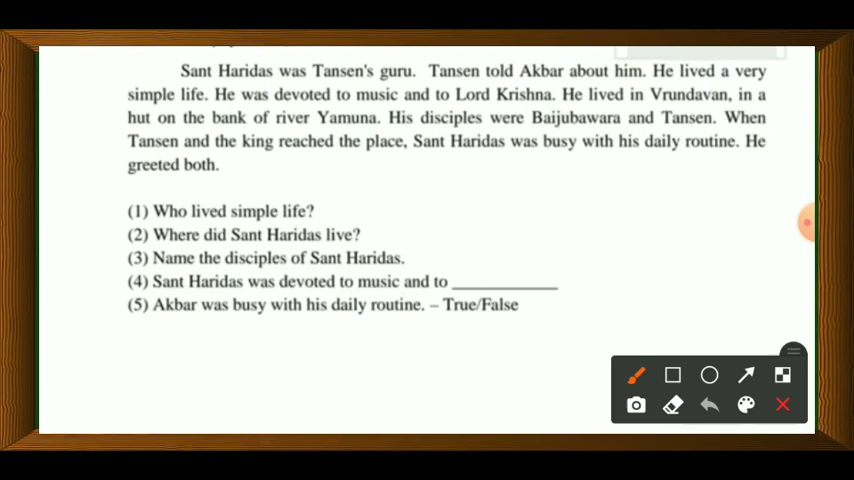 Sant Haridas was Tansen's guru. Tansen told Akbar about him. He lived a very
simple life. He was devoted to music and to Lord Krishna. He lived in Vrundavan, in a
hut on the bank of river Yamuna. His disciples were Baijubawara and Tansen. When
Tansen and the king reached the place, Sant Haridas was busy with his daily routine. He
greeted both.
(1) Who lived simple life?
(2) Where did Sant Haridas live?
(3) Name the disciples of Sant Haridas.
(4) Sant Haridas was devoted to music and to ____________
(5) Akbar was busy with his daily routine. – True/False